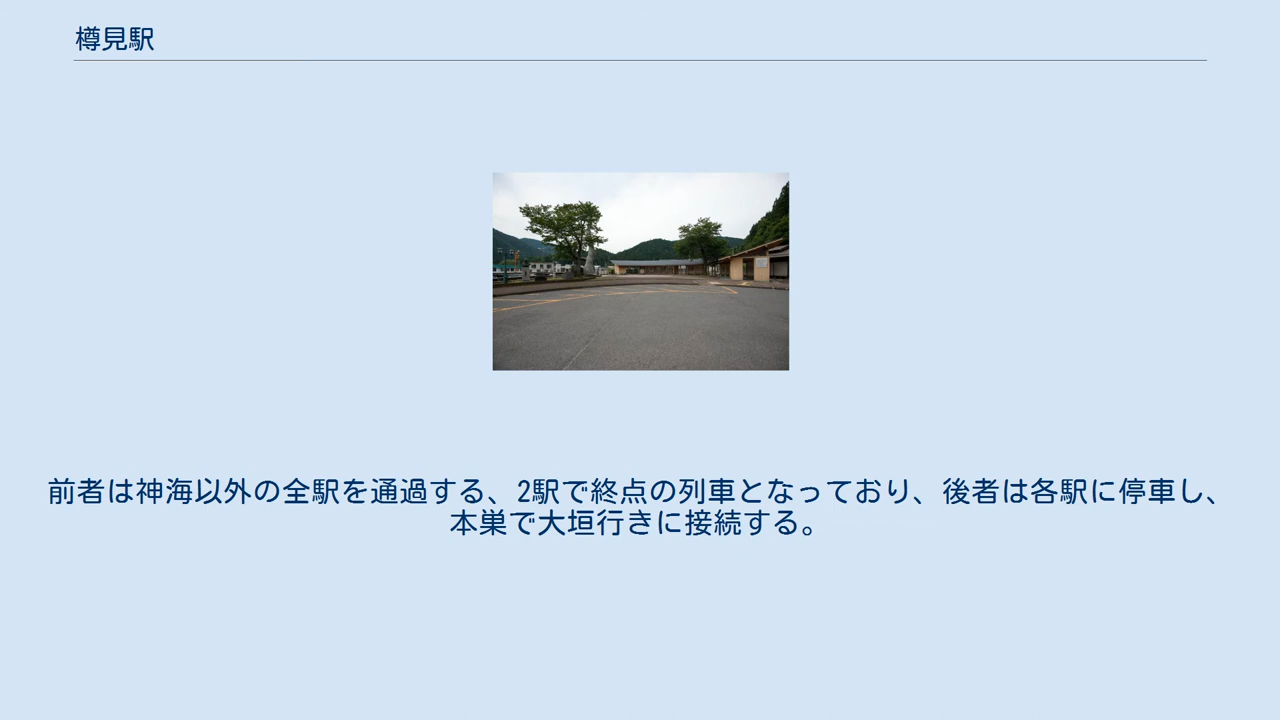 樽見駅
前者は神海以外の全駅を通過する、2駅で終点の列車となっており、後者は各駅に停車し、
本巣で大垣行きに接続する。